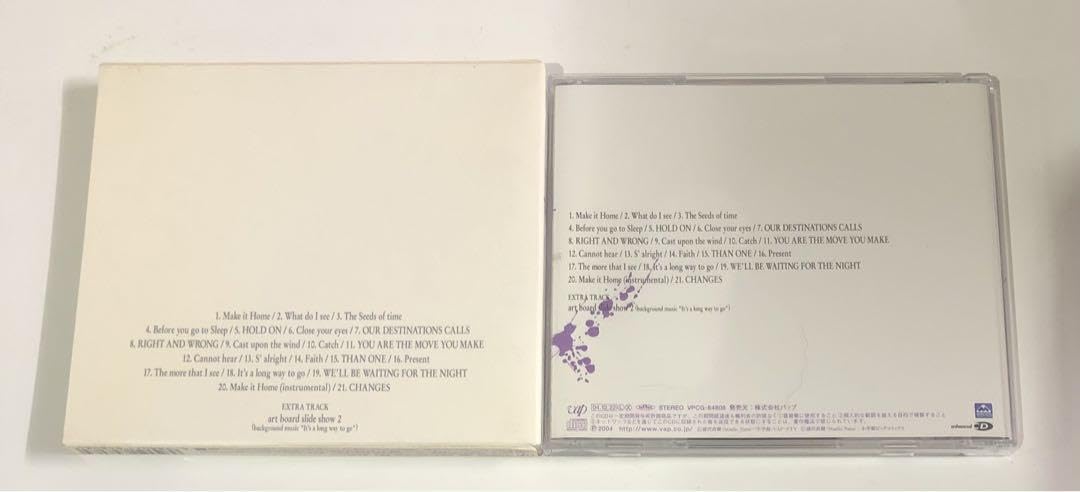 1. Make it Home / 2. What do I see / 3. The Seeds of time
4. Before you go to Sleep / 5. HOLD ON / 6. Close your eyes / 7. OUR DESTINATIONS CALLS
8. RIGHT AND WRONG / 9. Cast upon the wind / 10. Catch / 11. YOU ARE THE MOVE YOU MAKE
12. Cannot hear / 13. S' alright / 14. Faith / 15. THAN ONE / 16. Present
17. The more that I see / 18. It's a long way to go / 19. WE'LL BE WAITING FOR THE NIGHT
20. Make it Home (instrumental) / 21. CHANGES
EXTRA TRACK
art board slide show 2
(background music "It's a long way to go")
1. Make it Home / 2. What do I see / 3. The Seeds of time
4. Before you go to Sleep / 5. HOLD ON / 6. Close your eyes / 7. OUR DESTINATIONS CALLS
8. RIGHT AND WRONG / 9. Cast upon the wind / 10. Catch / 11. YOU ARE THE MOVE YOU MAKE
12. Cannot hear / 13. S' alright / 14. Faith / 15. THAN ONE / 16. Present
17. The more that I see / 18. It's a long way to go / 19. WE'LL BE WAITING FOR THE NIGHT
20. Make it Home (instrumental) / 21. CHANGES
EXTRA TRACK
art board slide show 2 (background music "It's a long way to go")
vap STEREO VPCG-84808 発売元：株式会社バップ
℗© 2004 http://www.vap.co.jp/
enhanced CD